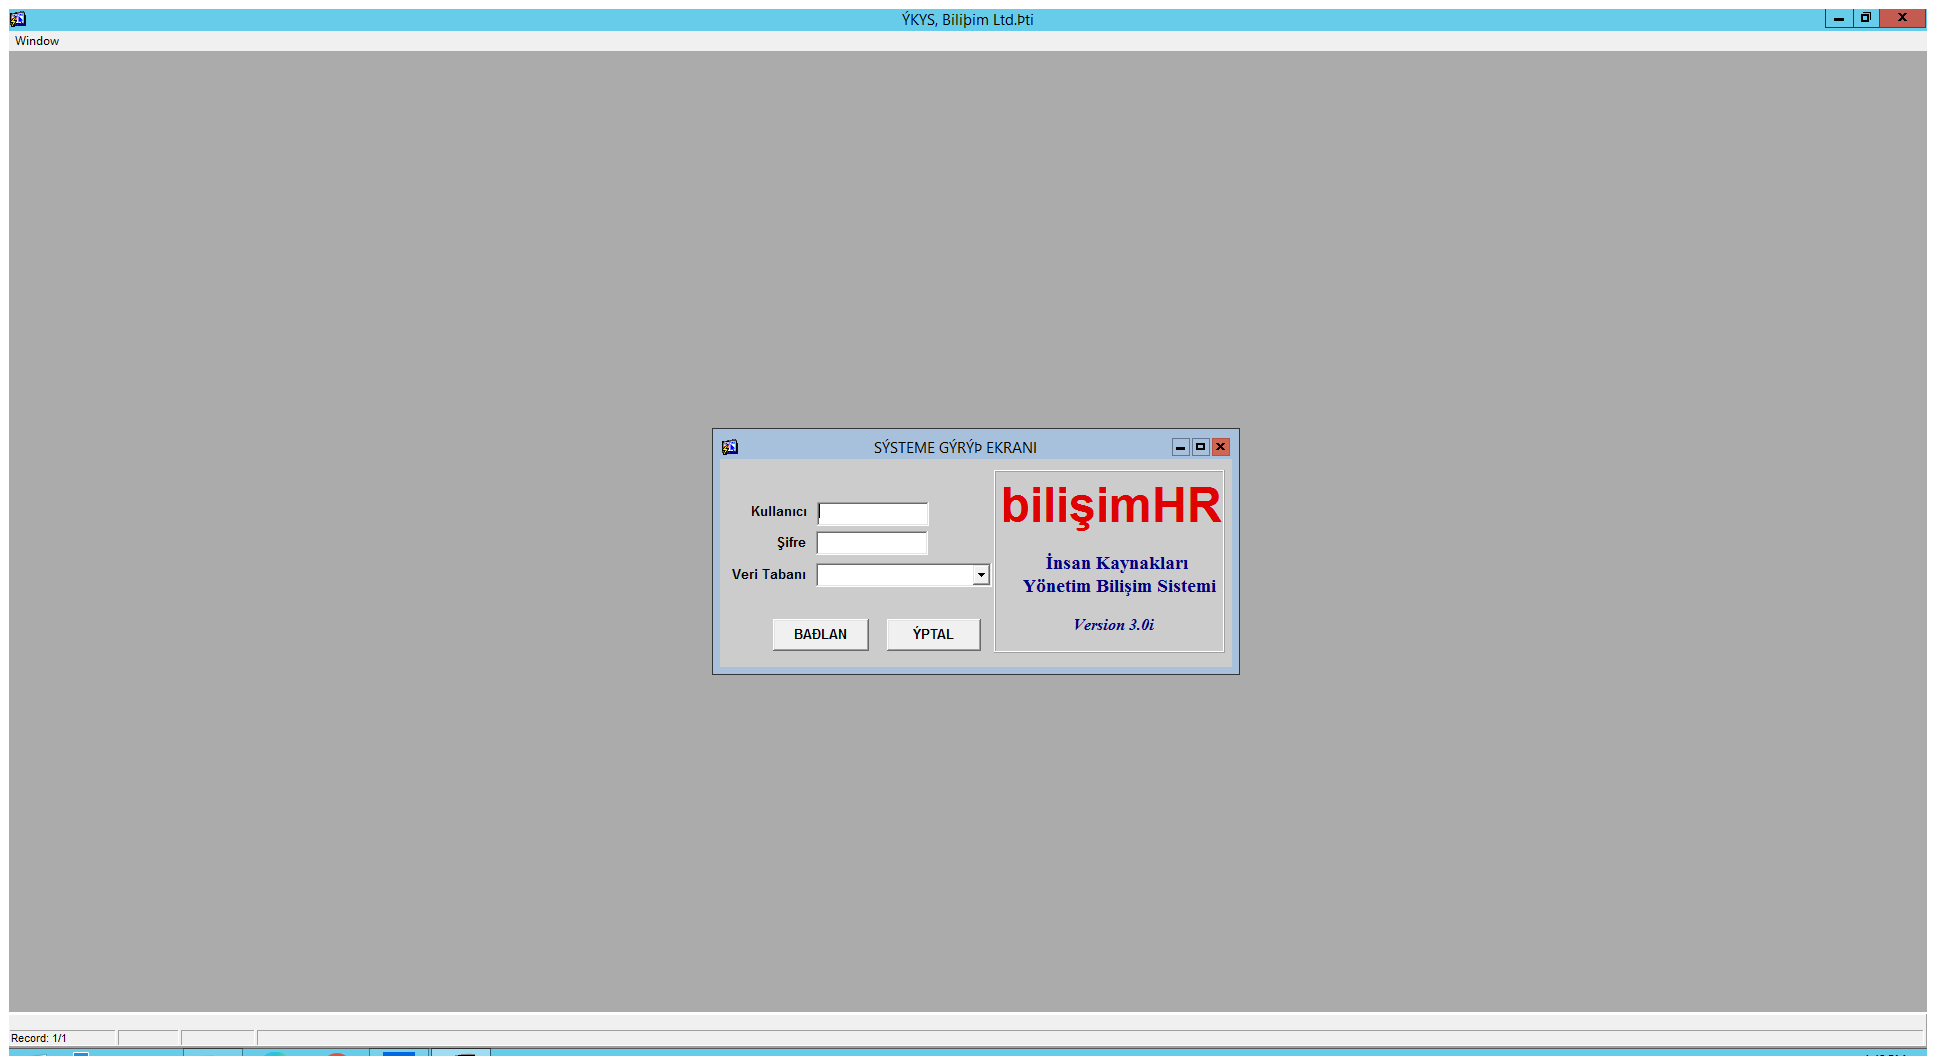 ÝKYS, Biliþim Ltd.Þti
Window
SÝSTEME GÝRÝÞ EKRANI
Kullanıcı
Şifre
Veri Tabanı
BAÐLAN
ÝPTAL
bilişimHR
İnsan Kaynakları
Yönetim Bilişim Sistemi
Version 3.0i
Record: 1/1